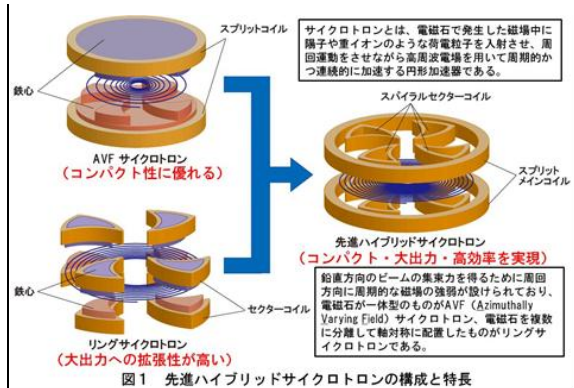 スプリットコイル
鉄心
AVF サイクロトロン
(コンパクト性に優れる)
サイクロトロンとは、電磁石で発生した磁場中に
陽子や重イオンのような荷電粒子を入射させ、周
回運動をさせながら高周波電場を用いて周期的か
つ連続的に加速する円形加速器である。
スパイラルセクターコイル
スプリット
メインコイル
先進ハイブリッドサイクロトロン
(コンパクト・大出力・高効率を実現)
鉄心
セクターコイル
リングサイクロトロン
(大出力への拡張性が高い)
鉛直方向のビームの集束力を得るために周回
方向に周期的な磁場の強弱が設けられており、
電磁石が一体型のものがAVF(Azimuthally
Varying Field)サイクロトロン、電磁石を複数
に分離して軸対称に配置したものがリングサ
イクロトロンである。
図1 先進ハイブリッドサイクロトロンの構成と特長